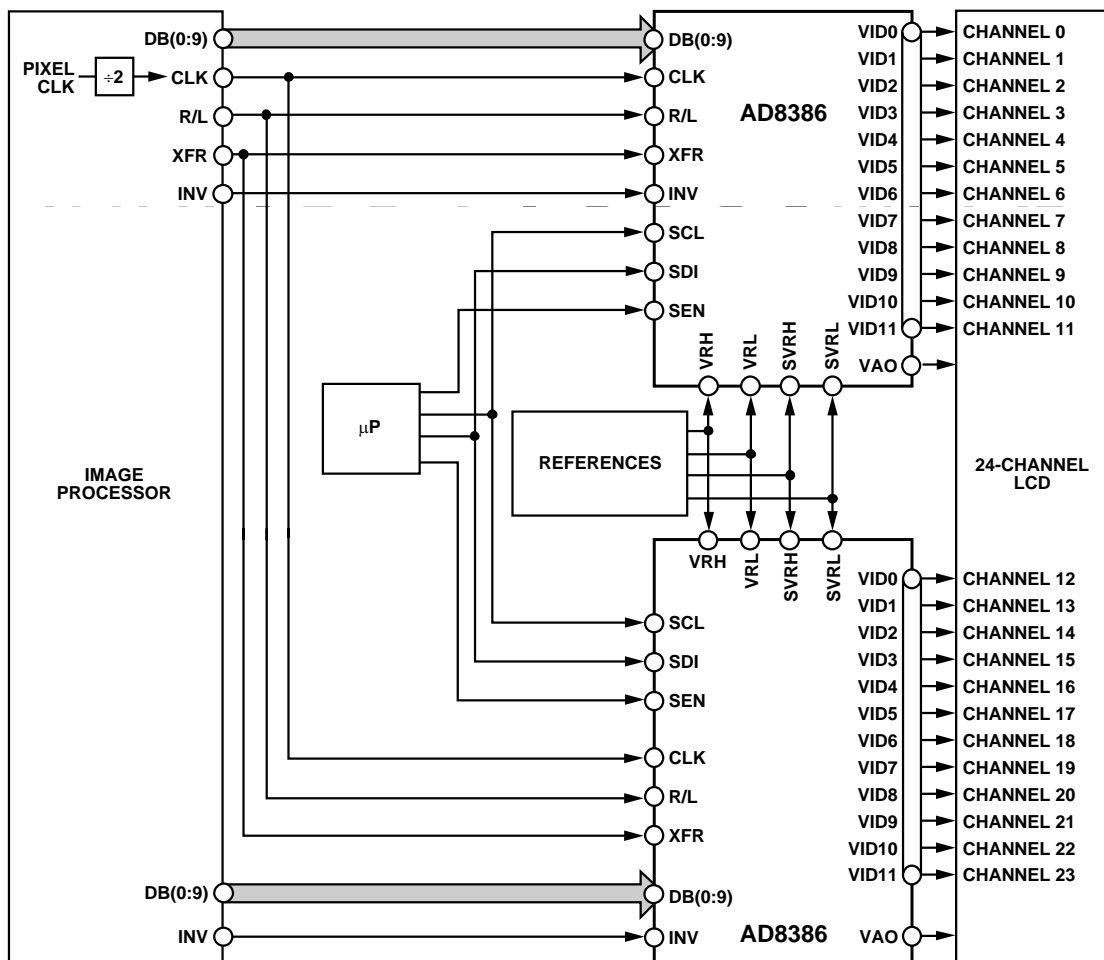 DB(0:9)
PIXEL
CLK
÷2
CLK
R/L
XFR
INV
DB(0:9)
CLK
R/L
XFR
INV
SCL
SDI
SEN
AD8386
VRH
VRL
SVRH
SVRL
VID0
VID1
VID2
VID3
VID4
VID5
VID6
VID7
VID8
VID9
VID10
VID11
VAO
CHANNEL 0
CHANNEL 1
CHANNEL 2
CHANNEL 3
CHANNEL 4
CHANNEL 5
CHANNEL 6
CHANNEL 7
CHANNEL 8
CHANNEL 9
CHANNEL 10
CHANNEL 11
μP
REFERENCES
IMAGE
PROCESSOR
24-CHANNEL
LCD
VRH
VRL
SVRH
SVRL
SCL
SDI
SEN
CLK
R/L
XFR
DB(0:9)
INV
AD8386
DB(0:9)
INV
VID0
VID1
VID2
VID3
VID4
VID5
VID6
VID7
VID8
VID9
VID10
VID11
VAO
CHANNEL 12
CHANNEL 13
CHANNEL 14
CHANNEL 15
CHANNEL 16
CHANNEL 17
CHANNEL 18
CHANNEL 19
CHANNEL 20
CHANNEL 21
CHANNEL 22
CHANNEL 23